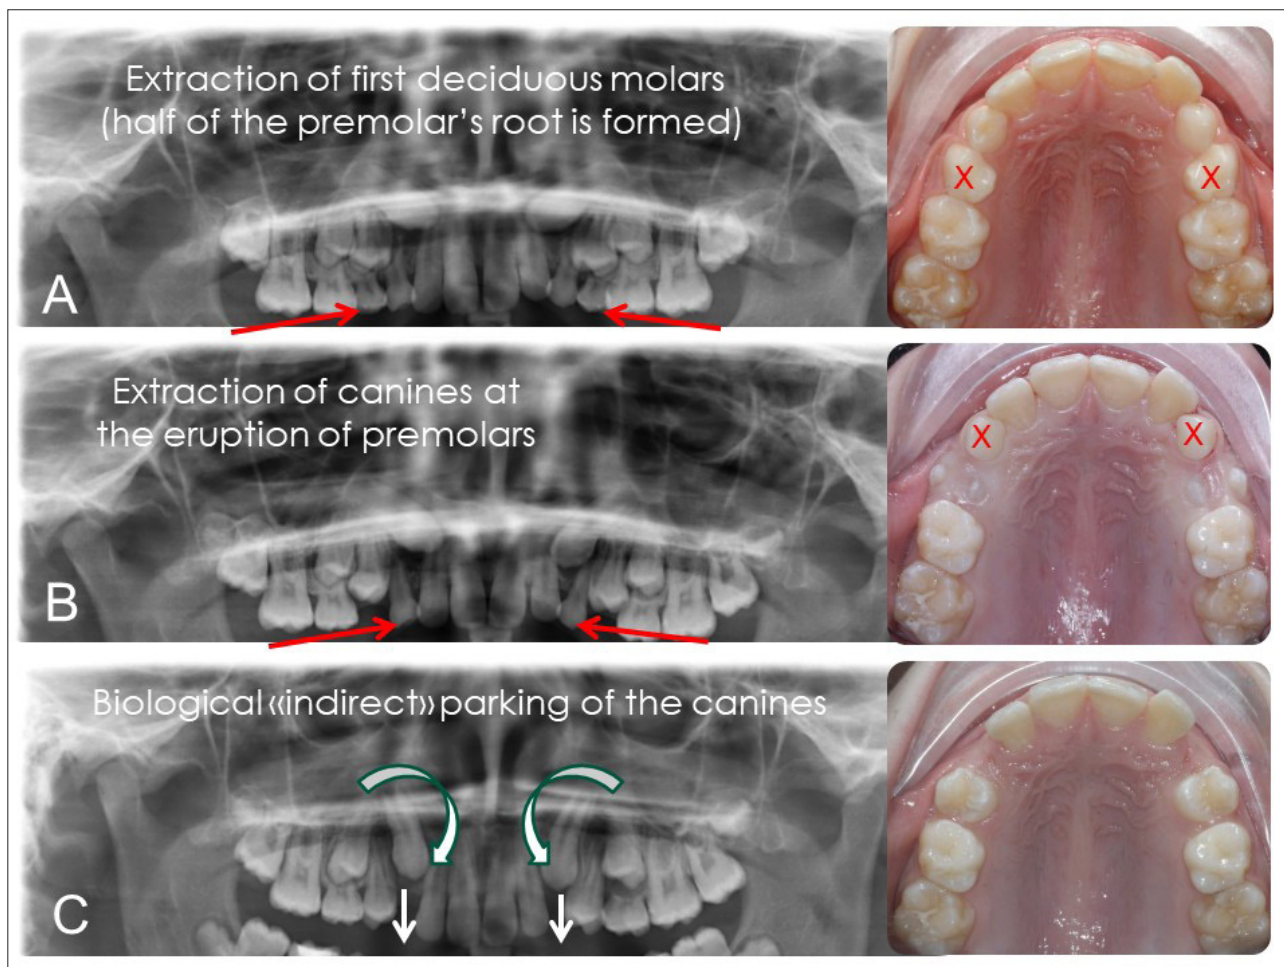 Extraction of first deciduous molars
(half of the premolar's root is formed)
X X
A
Extraction of canines at
the eruption of premolars
X X
B
Biological «indirect» parking of the canines
C